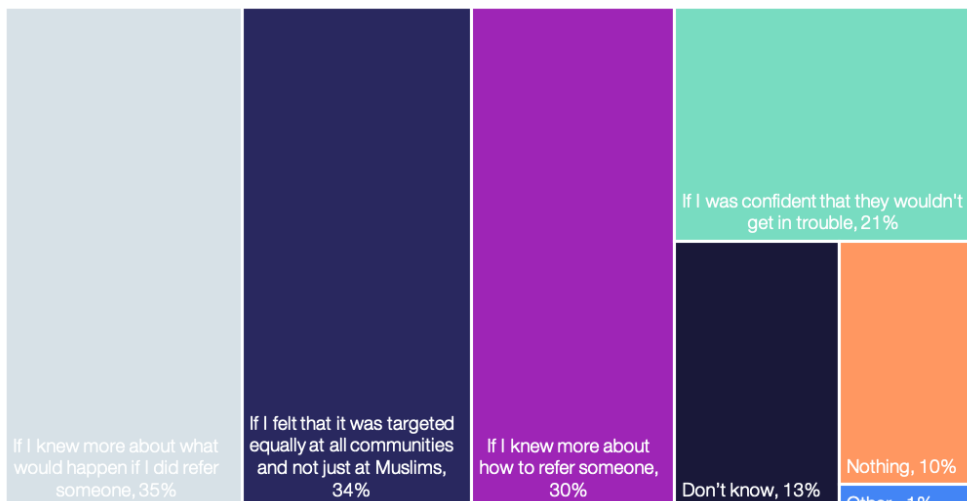 If I knew more about what
would happen if I did refer
someone, 35%
If I felt that it was targeted
equally at all communities
and not just at Muslims,
34%
If I knew more about
how to refer someone,
30%
If I was confident that they wouldn't
get in trouble, 21%
Don't know, 13%
Nothing, 10%
Other, 1%